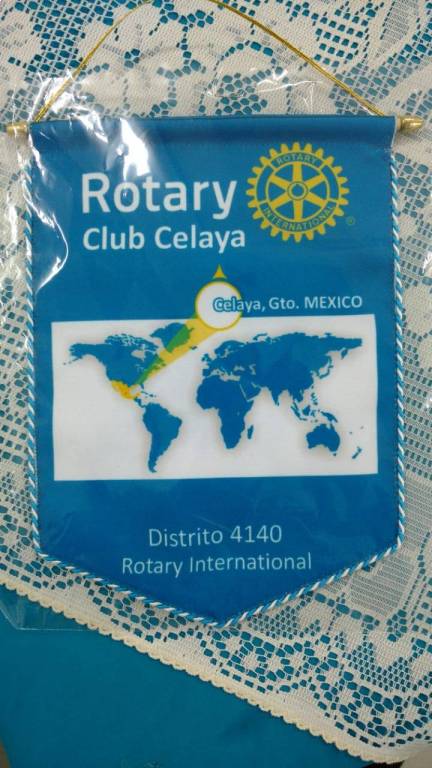 Rotary
Club Celaya
ROTARY
INTERNATIONAL
®
Celaya, Gto. MEXICO
Distrito 4140
Rotary International